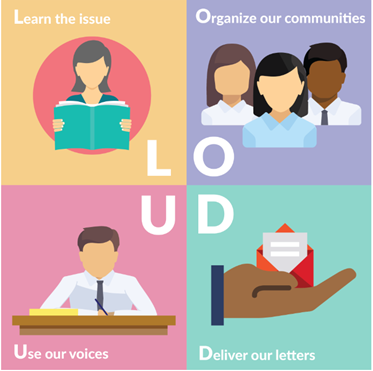 Learn the issue
Organize our communities
L O
U D
Use our voices
Deliver our letters